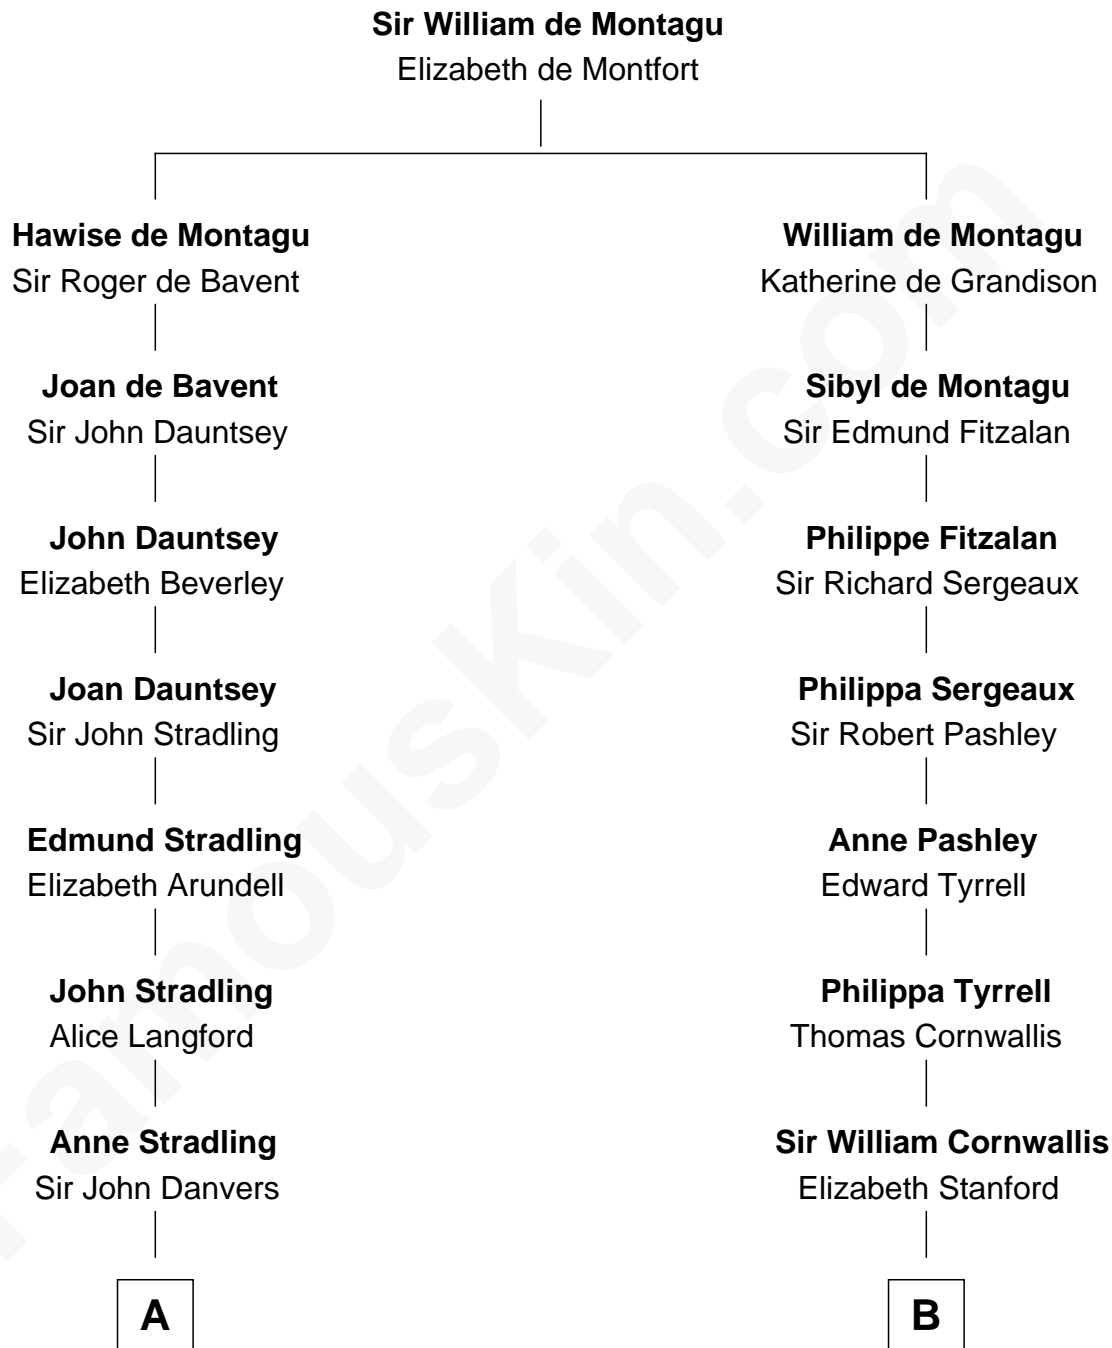 Sir William de Montagu
Elizabeth de Montfort
Hawise de Montagu
Sir Roger de Bavent
William de Montagu
Katherine de Grandison
Joan de Bavent
Sir John Dauntsey
Sibyl de Montagu
Sir Edmund Fitzalan
John Dauntsey
Elizabeth Beverley
Philippe Fitzalan
Sir Richard Sergeaux
Joan Dauntsey
Sir John Stradling
Philippa Sergeaux
Sir Robert Pashley
Edmund Stradling
Elizabeth Arundell
Anne Pashley
Edward Tyrrell
John Stradling
Alice Langford
Philippa Tyrrell
Thomas Cornwallis
Anne Stradling
Sir John Danvers
Sir William Cornwallis
Elizabeth Stanford
A
B
FamousKin.com